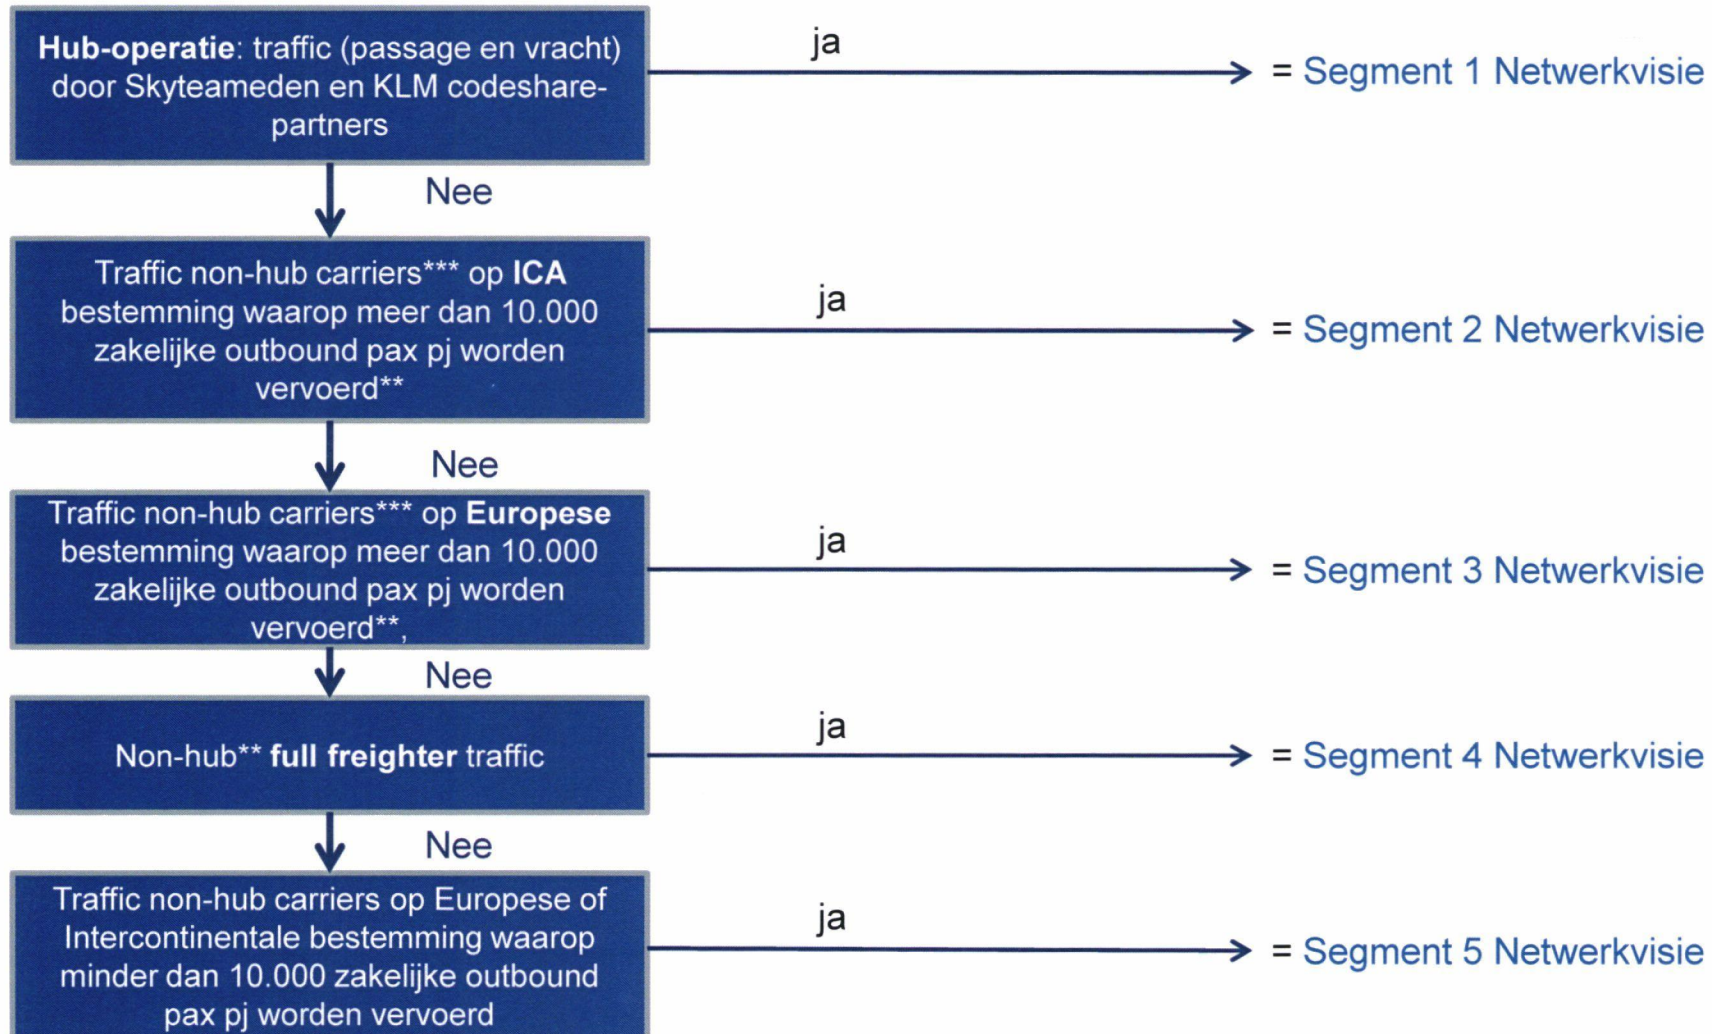 Hub-operatie: traffic (passage en vracht)
door Skyteameden en KLM codeshare-
partners
ja
= Segment 1 Netwerkvisie
Nee
Traffic non-hub carriers*** op ICA
bestemming waarop meer dan 10.000
zakelijke outbound pax pj worden
vervoerd**
ja
= Segment 2 Netwerkvisie
Nee
Traffic non-hub carriers*** op Europese
bestemming waarop meer dan 10.000
zakelijke outbound pax pj worden
vervoerd**,
ja
= Segment 3 Netwerkvisie
Nee
Non-hub** full freighter traffic
ja
= Segment 4 Netwerkvisie
Nee
Traffic non-hub carriers op Europese of
Intercontinentale bestemming waarop
minder dan 10.000 zakelijke outbound
pax pj worden vervoerd
ja
= Segment 5 Netwerkvisie